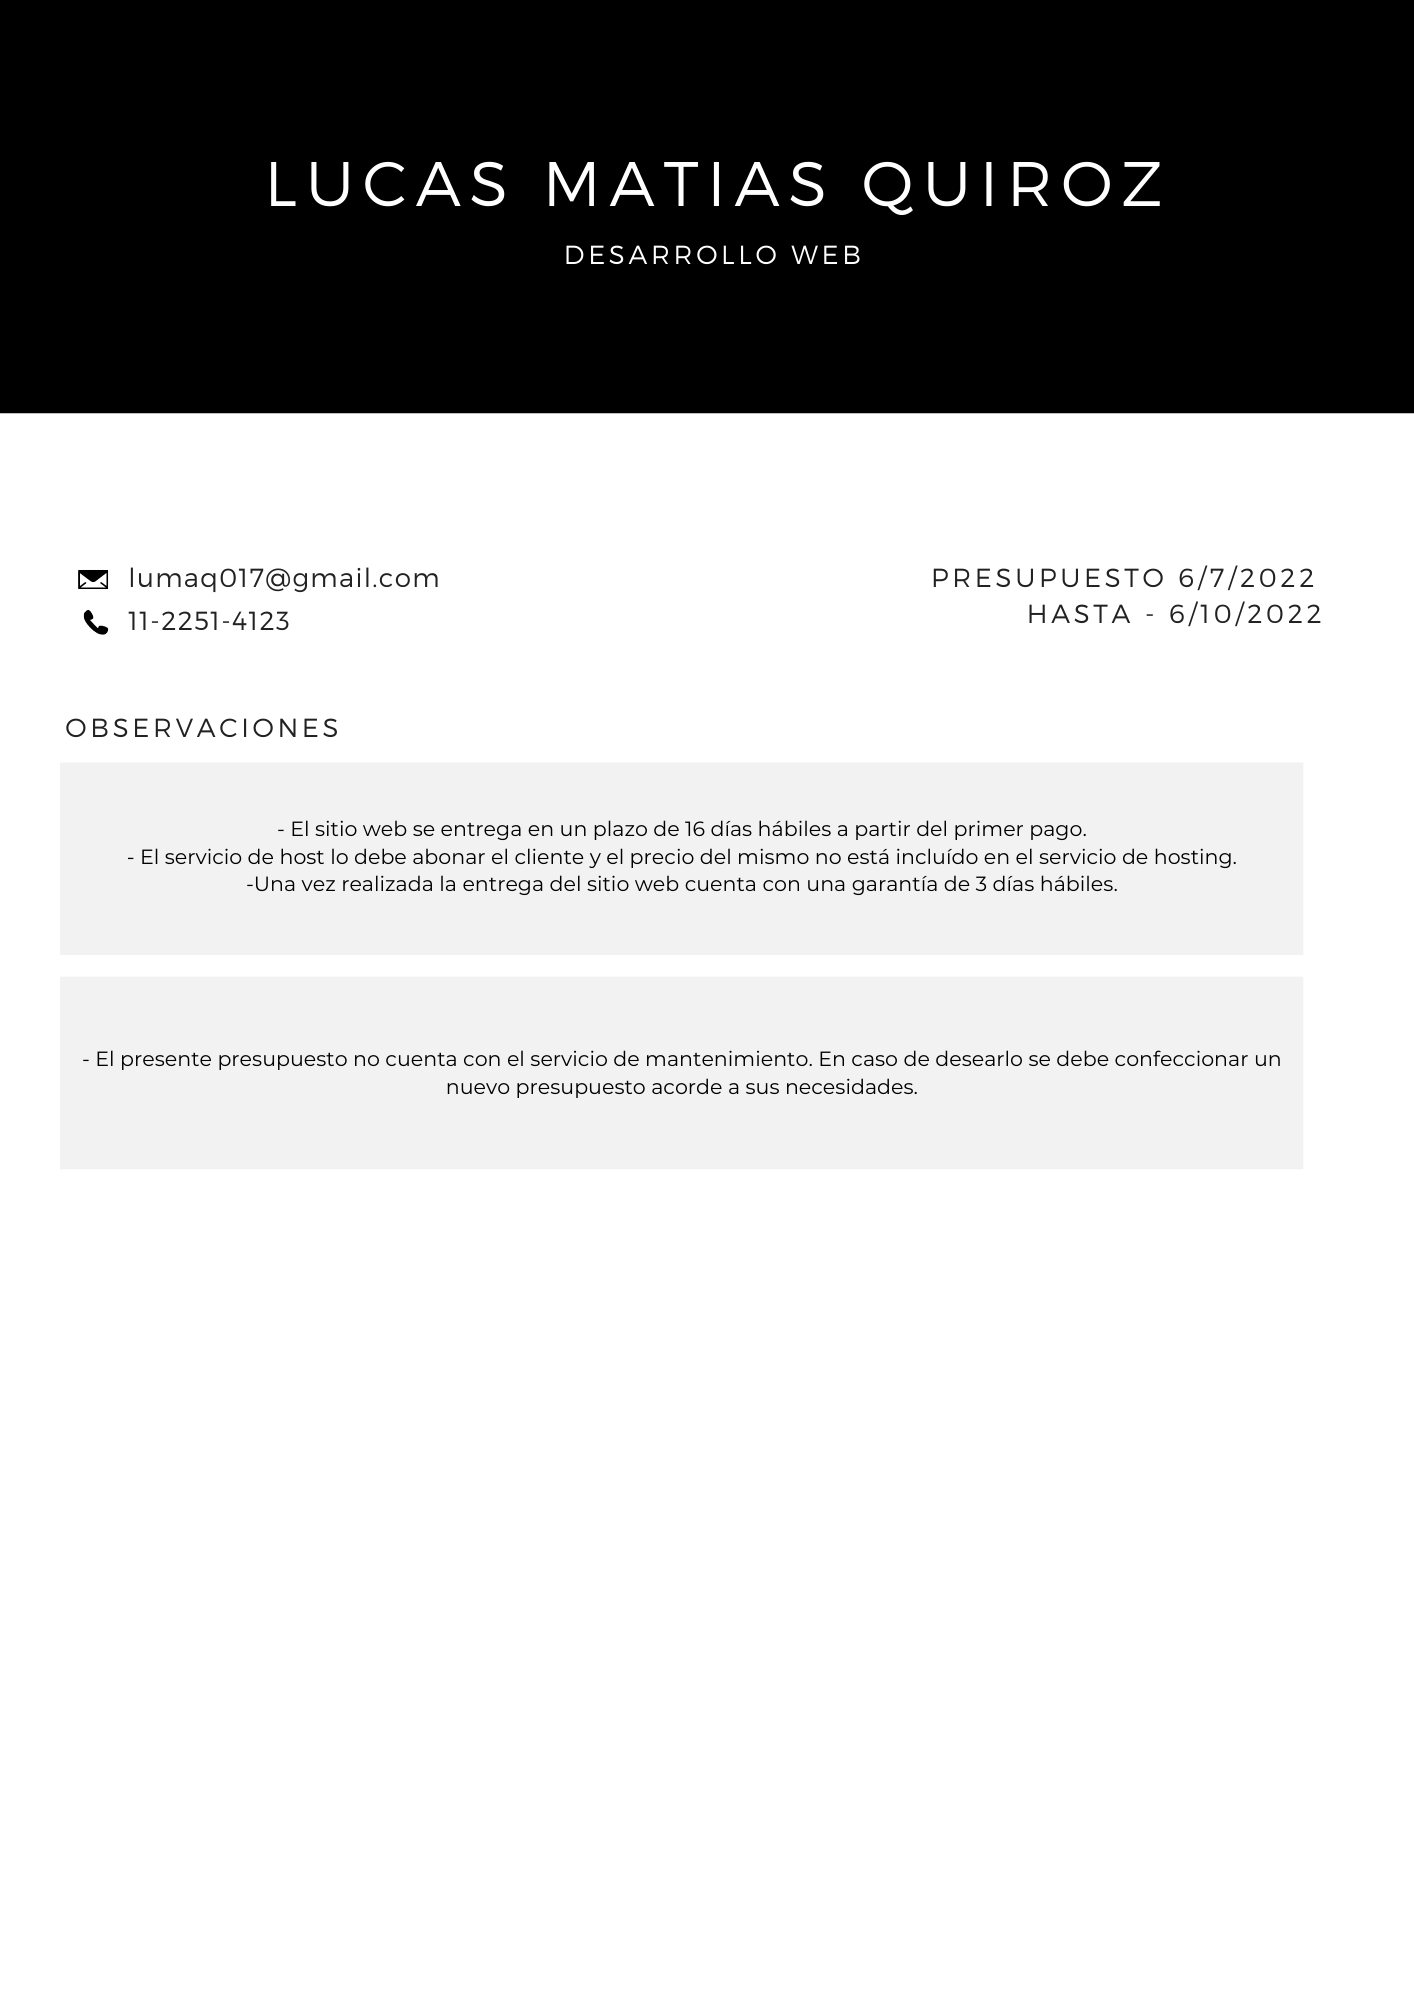 LUCAS MATIAS QUIROZ
DESARROLLO WEB
lumaq017@gmail.com
11-2251-4123
PRESUPUESTO 6/7/2022
HASTA - 6/10/2022
OBSERVACIONES
- El sitio web se entrega en un plazo de 16 días hábiles a partir del primer pago.
- El servicio de host lo debe abonar el cliente y el precio del mismo no está incluído en el servicio de hosting.
-Una vez realizada la entrega del sitio web cuenta con una garantía de 3 días hábiles.
- El presente presupuesto no cuenta con el servicio de mantenimiento. En caso de desearlo se debe confeccionar un
nuevo presupuesto acorde a sus necesidades.